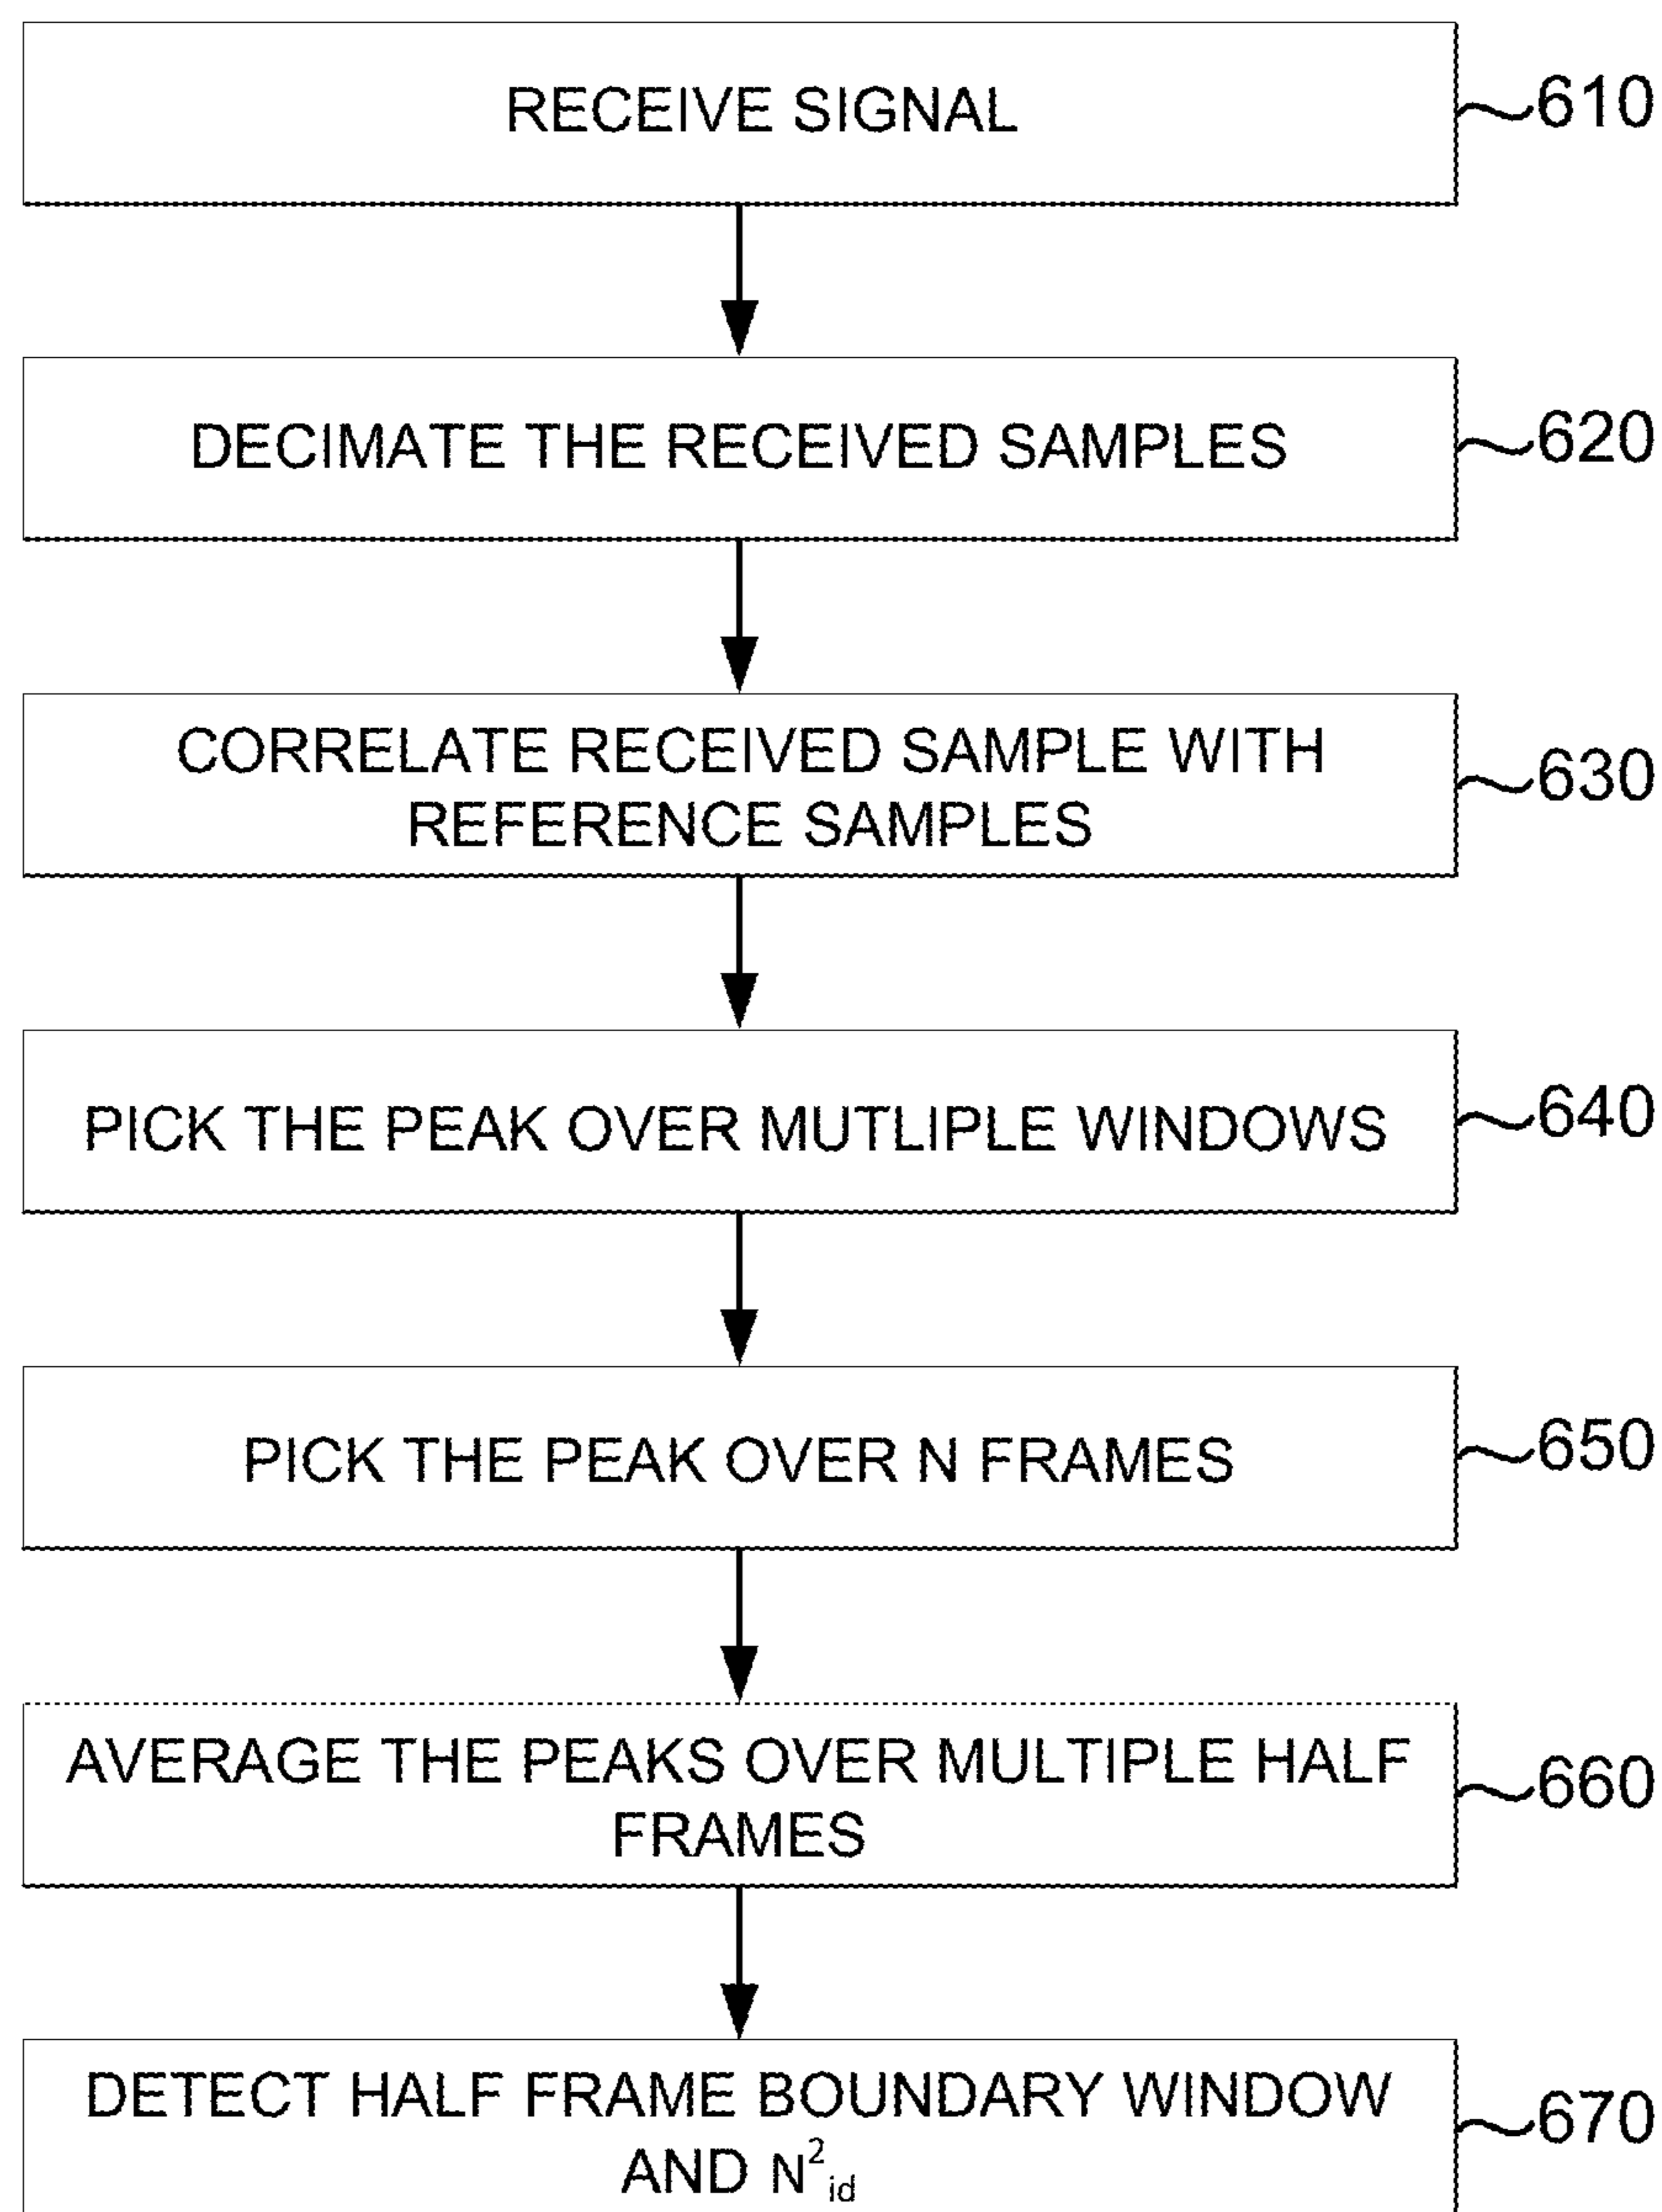 RECEIVE SIGNAL
610
DECIMATE THE RECEIVED SAMPLES
620
CORRELATE RECEIVED SAMPLE WITH
REFERENCE SAMPLES
630
PICK THE PEAK OVER MUTLIPLE WINDOWS
640
PICK THE PEAK OVER N FRAMES
650
AVERAGE THE PEAKS OVER MULTIPLE HALF
FRAMES
660
DETECT HALF FRAME BOUNDARY WINDOW
AND N²id
670